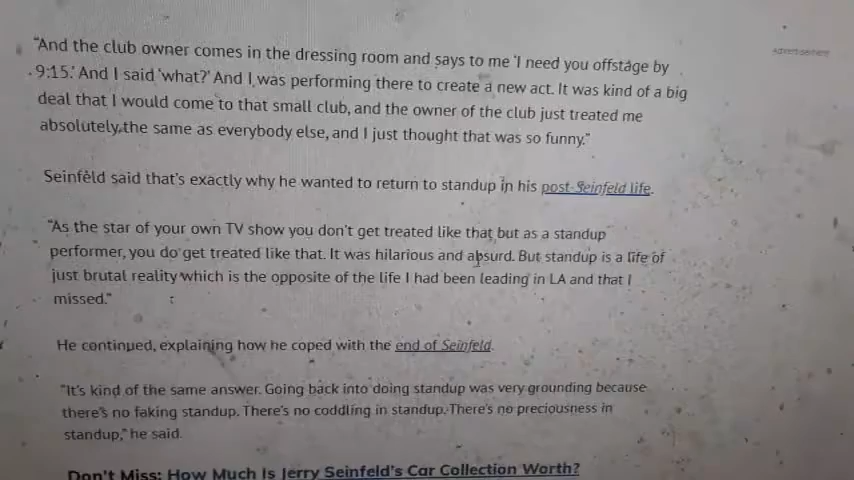 "And the club owner comes in the dressing room and says to me 'I need you offstage by
9:15.' And I said 'what?' And I was performing there to create a new act. It was kind of a big
deal that I would come to that small club, and the owner of the club just treated me
absolutely the same as everybody else, and I just thought that was so funny."
Seinfeld said that's exactly why he wanted to return to standup in his post-Seinfeld life.
"As the star of your own TV show you don't get treated like that but as a standup
performer, you do get treated like that. It was hilarious and absurd. But standup is a life of
just brutal reality which is the opposite of the life I had been leading in LA and that I
missed."
He continued, explaining how he coped with the end of Seinfeld.
"It's kind of the same answer. Going back into doing standup was very grounding because
there's no faking standup. There's no coddling in standup. There's no preciousness in
standup," he said.
Don't Miss: How Much Is Jerry Seinfeld's Car Collection Worth?
Advertisement